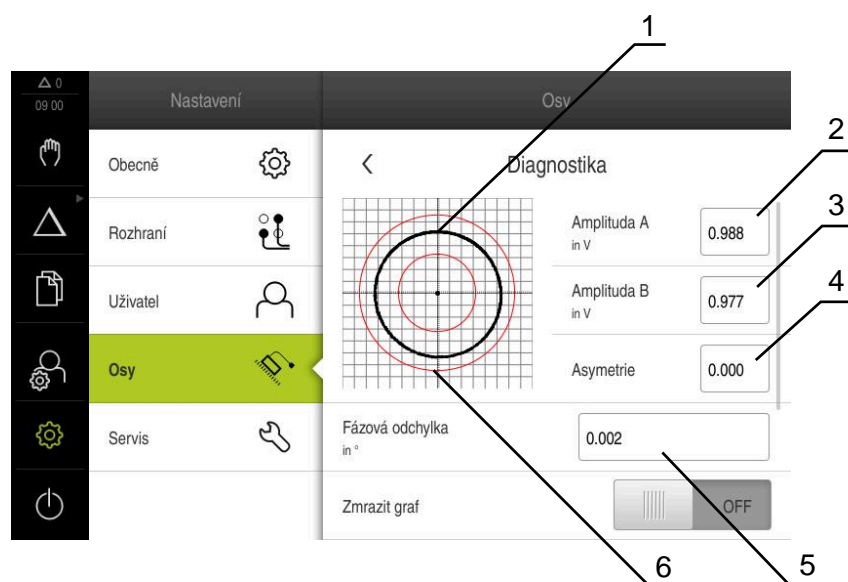 1
0
09 00
Nastavení
Osy
Obecně
Diagnostika
2
Rozhraní
Amplituda A
in V
0.988
3
Uživatel
Amplituda B
in V
0.977
4
Osy
Asymetrie
0.000
Servis
Fázová odchylka
in °
0.002
Zmrazit graf
OFF
6
5